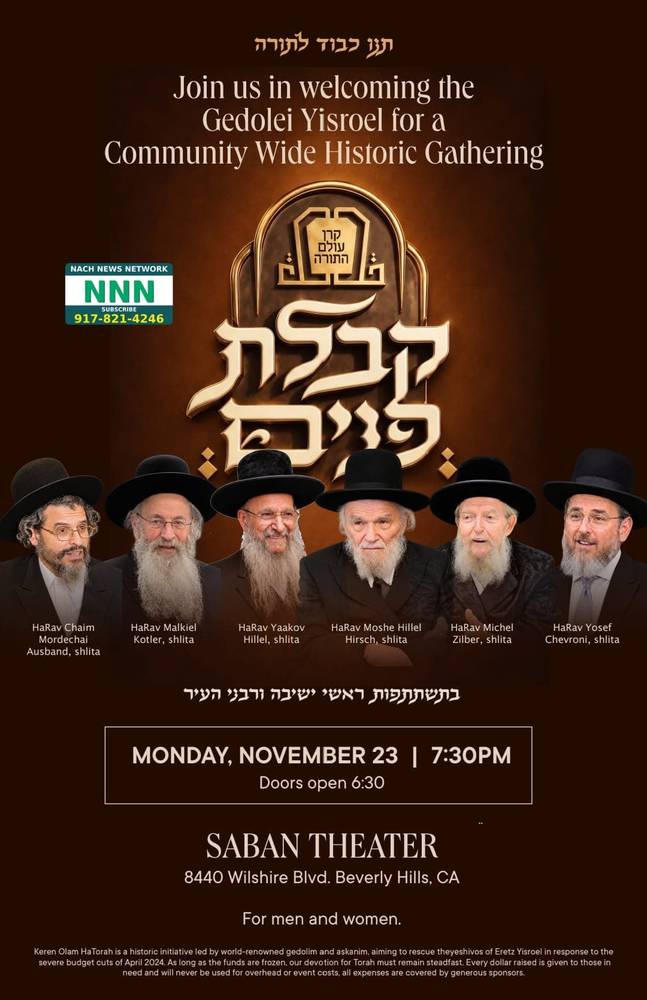 תנו כבוד לתורה
Join us in welcoming the
Gedolei Yisroel for a
Community Wide Historic Gathering
קרן
עולם
התורה
NACH NEWS NETWORK
NNN
SUBSCRIBE
917-821-4246
קבלת
פנים
HaRav Chaim
Mordechai
Ausband, shlita
HaRav Malkiel
Kotler, shlita
HaRav Yaakov
Hillel, shlita
HaRav Moshe Hillel
Hirsch, shlita
HaRav Michel
Zilber, shlita
HaRav Yosef
Chevroni, shlita
בתשתתפות ראשי ישיבה ורבני העיר
MONDAY, NOVEMBER 23 | 7:30PM
Doors open 6:30
SABAN THEATER
8440 Wilshire Blvd. Beverly Hills, CA
For men and women.
Keren Olam HaTorah is a historic initiative led by world-renowned gedolim and askanim, aiming to rescue theyeshivos of Eretz Yisroel in response to the
severe budget cuts of April 2024. As long as the funds are frozen, our devotion for Torah must remain steadfast. Every dollar raised is given to those in
need and will never be used for overhead or event costs, all expenses are covered by generous sponsors.